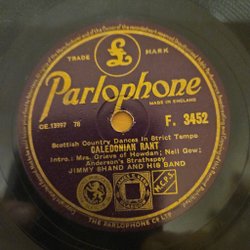 TRADE MARK
Parlophone
MADE IN ENGLAND
CE.13997 78
F. 3452
Scottish Country Dances In Strict Tempo
CALEDONIAN RANT
Intro.: Mrs. Grieve of Howdan; Neil Gow;
Anderson's Strathspey
JIMMY SHAND AND HIS BAND
M.C.P.S.
THE PARLOPHONE CO LTD